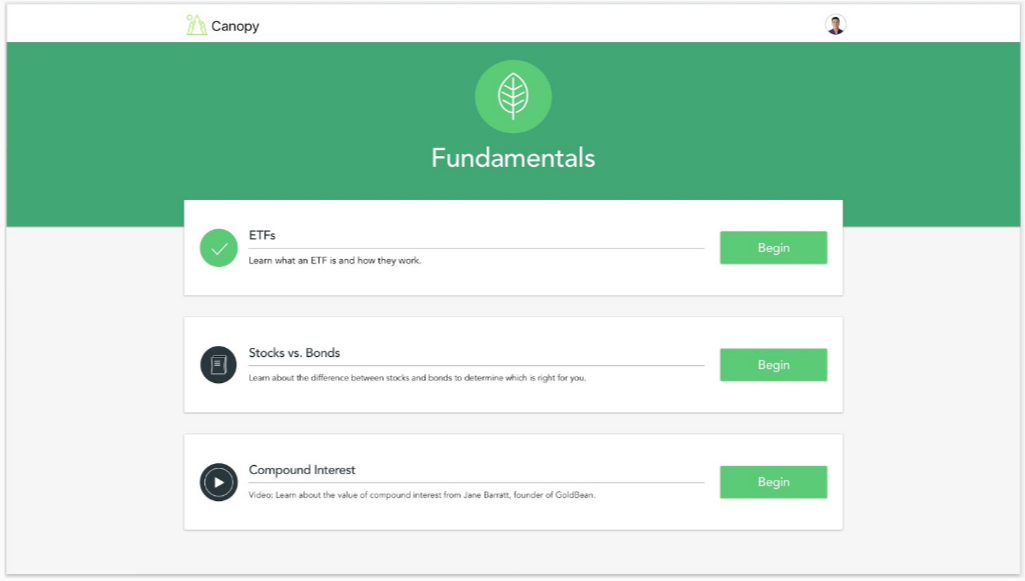 Canopy
Fundamentals
ETFs
Learn what an ETF is and how they work.
Begin
Stocks vs. Bonds
Learn about the difference between stocks and bonds to determine which is right for you.
Begin
Compound Interest
Video: Learn about the value of compound interest from Jane Barratt, founder of GoldBean.
Begin